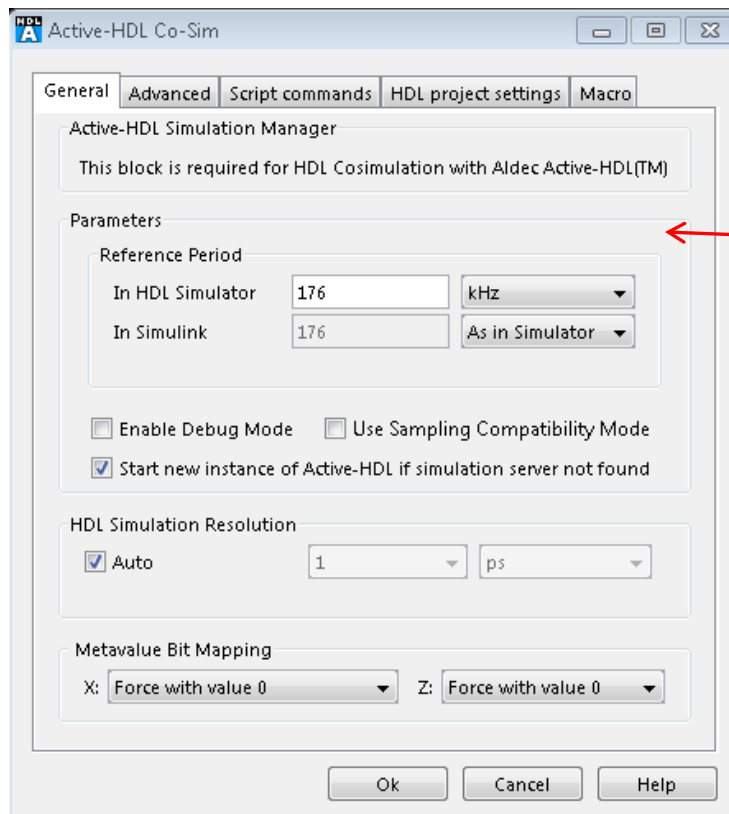 HDL
A
Active-HDL Co-Sim
General Advanced Script commands HDL project settings Macro
Active-HDL Simulation Manager
This block is required for HDL Cosimulation with Aldec Active-HDL(TM)
Parameters
Reference Period
In HDL Simulator 176 kHz
In Simulink 176 As in Simulator
Enable Debug Mode Use Sampling Compatibility Mode
Start new instance of Active-HDL if simulation server not found
HDL Simulation Resolution
Auto 1 ps
Metavalue Bit Mapping
X: Force with value 0 Z: Force with value 0
Ok Cancel Help